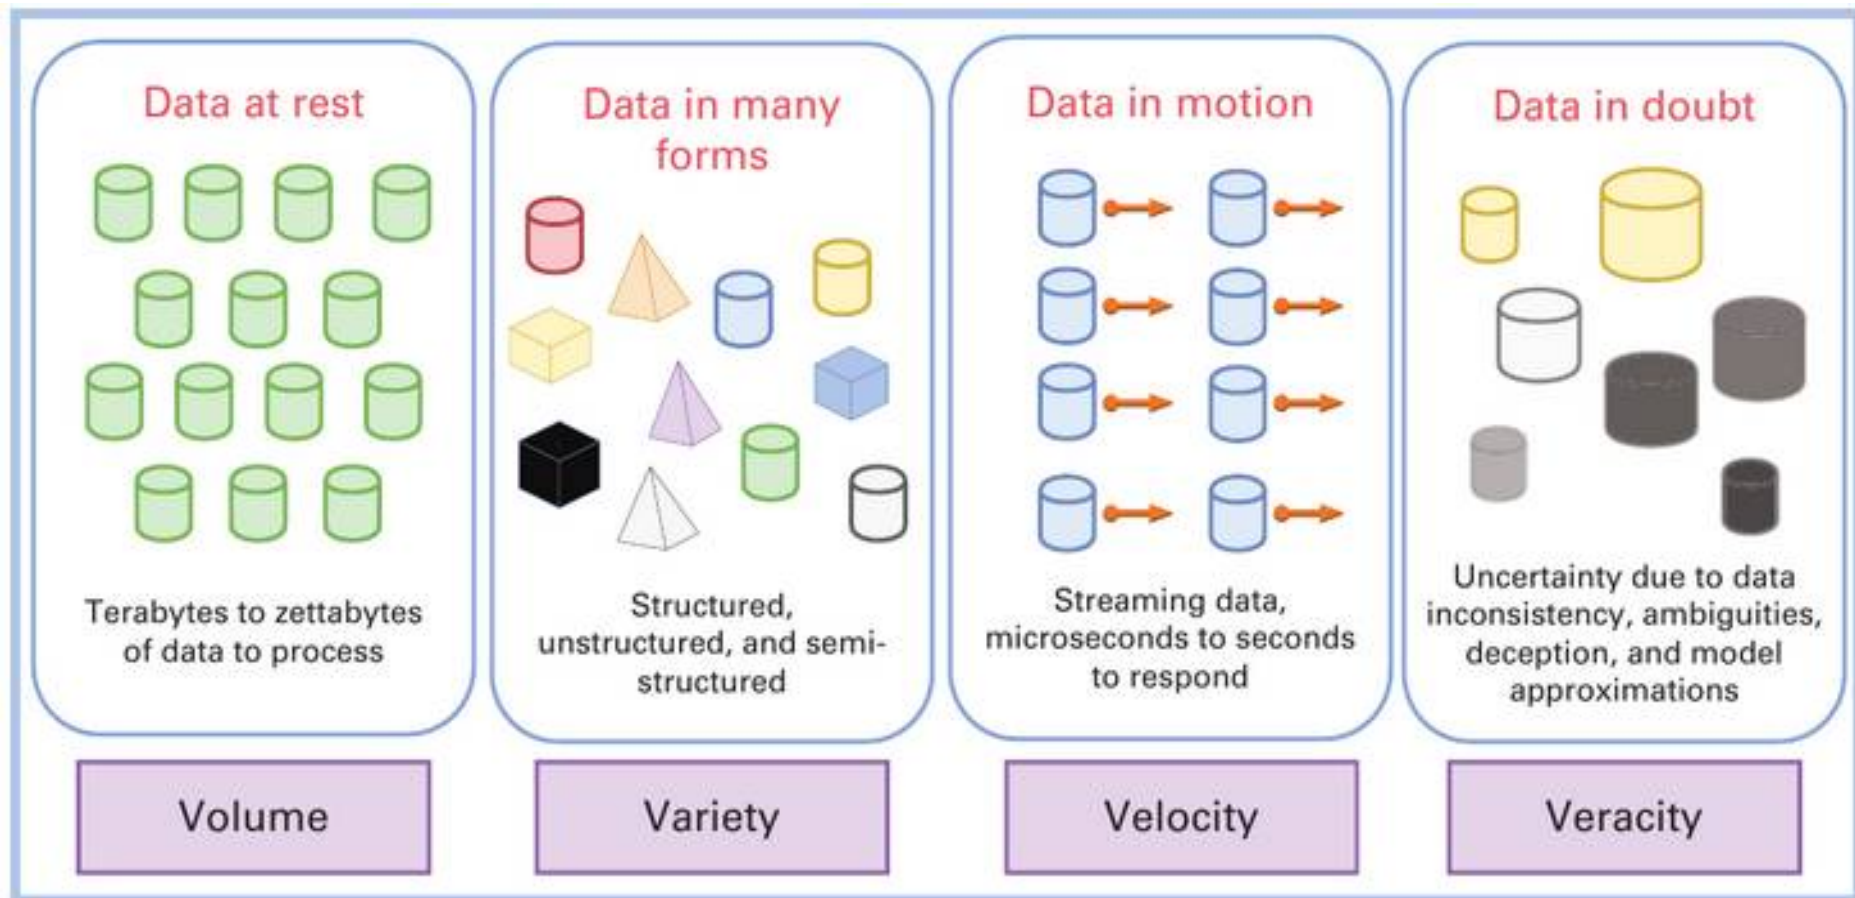 Data at rest
Terabytes to zettabytes
of data to process
Volume
Data in many
forms
Structured,
unstructured, and semi-
structured
Variety
Data in motion
Streaming data,
microseconds to seconds
to respond
Velocity
Data in doubt
Uncertainty due to data
inconsistency, ambiguities,
deception, and model
approximations
Veracity